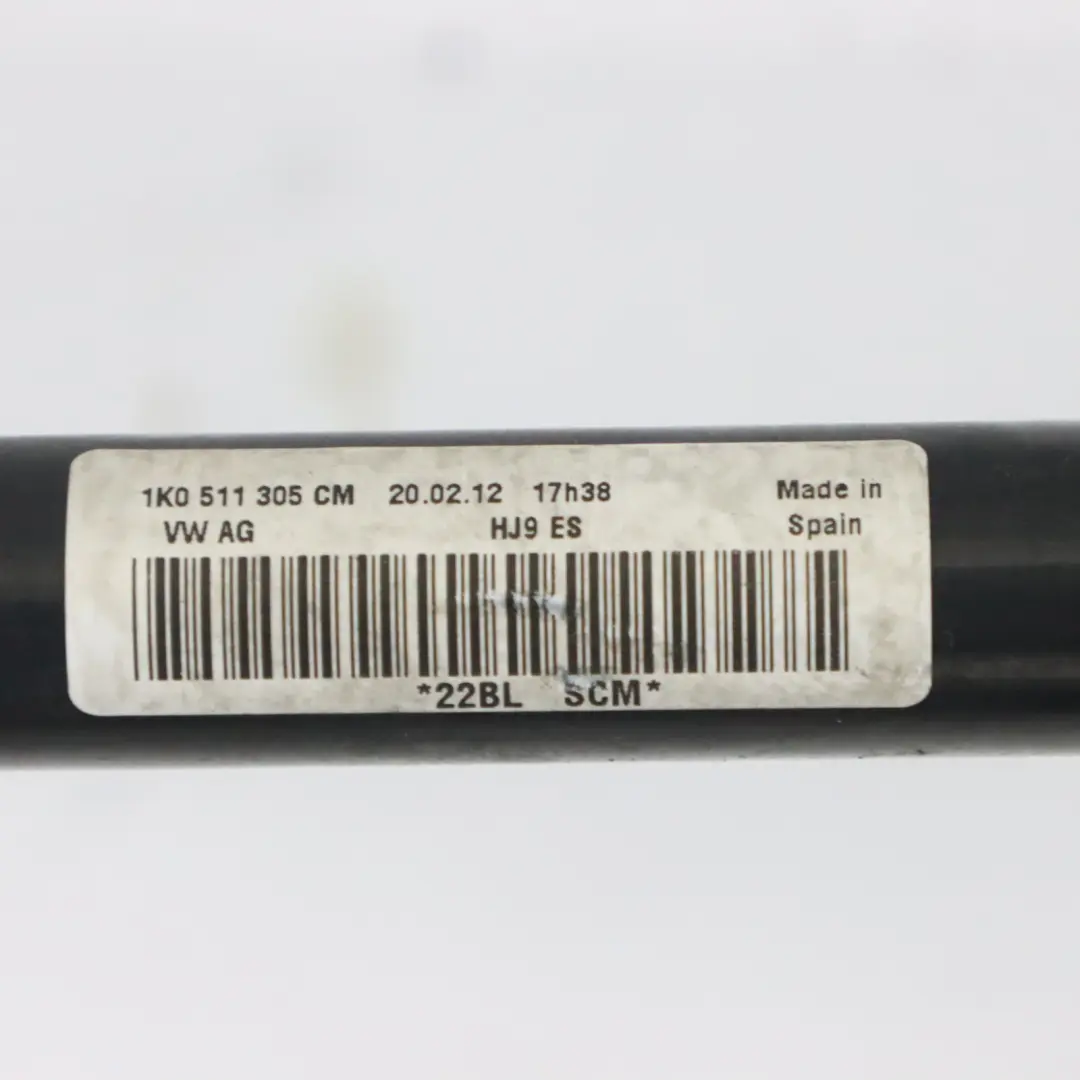 1K0 511 305 CM 20.02.12 17h38 Made in
VW AG HJ9 ES Spain
*22BL SCM*